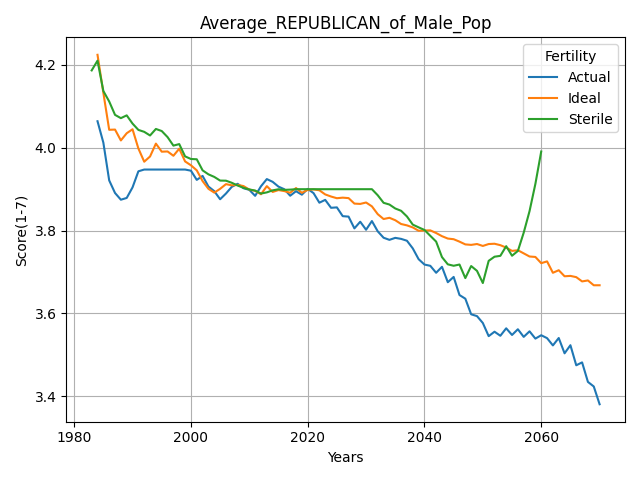 Average_REPUBLICAN_of_Male_Pop
Fertility
Actual
Ideal
Sterile
Score(1-7)
4.2
4.0
3.8
3.6
3.4
1980
2000
2020
2040
2060
Years